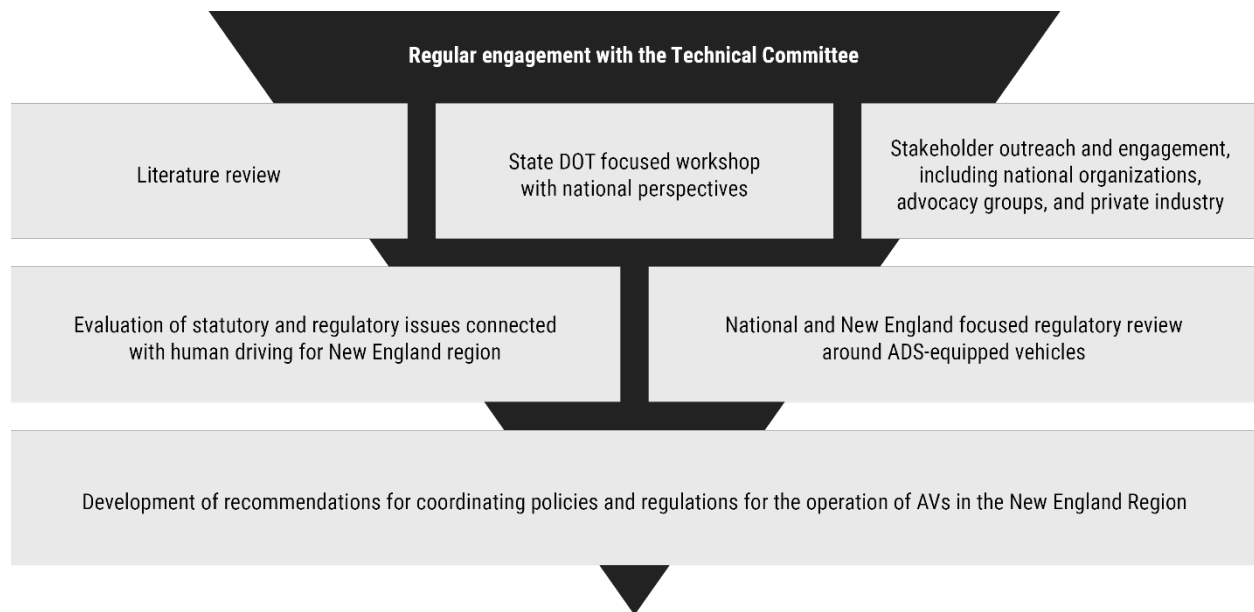 Regular engagement with the Technical Committee
Literature review
State DOT focused workshop
with national perspectives
Stakeholder outreach and engagement,
including national organizations,
advocacy groups, and private industry
Evaluation of statutory and regulatory issues connected
with human driving for New England region
National and New England focused regulatory review
around ADS-equipped vehicles
Development of recommendations for coordinating policies and regulations for the operation of AVs in the New England Region